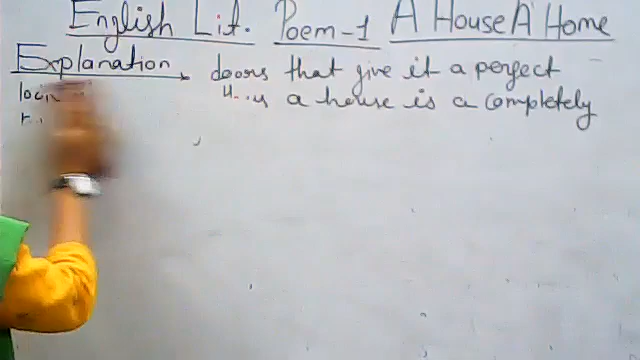 English Lit. Poem-1 A House A Home
Explanation doors that give it a perfect
a house is a completely